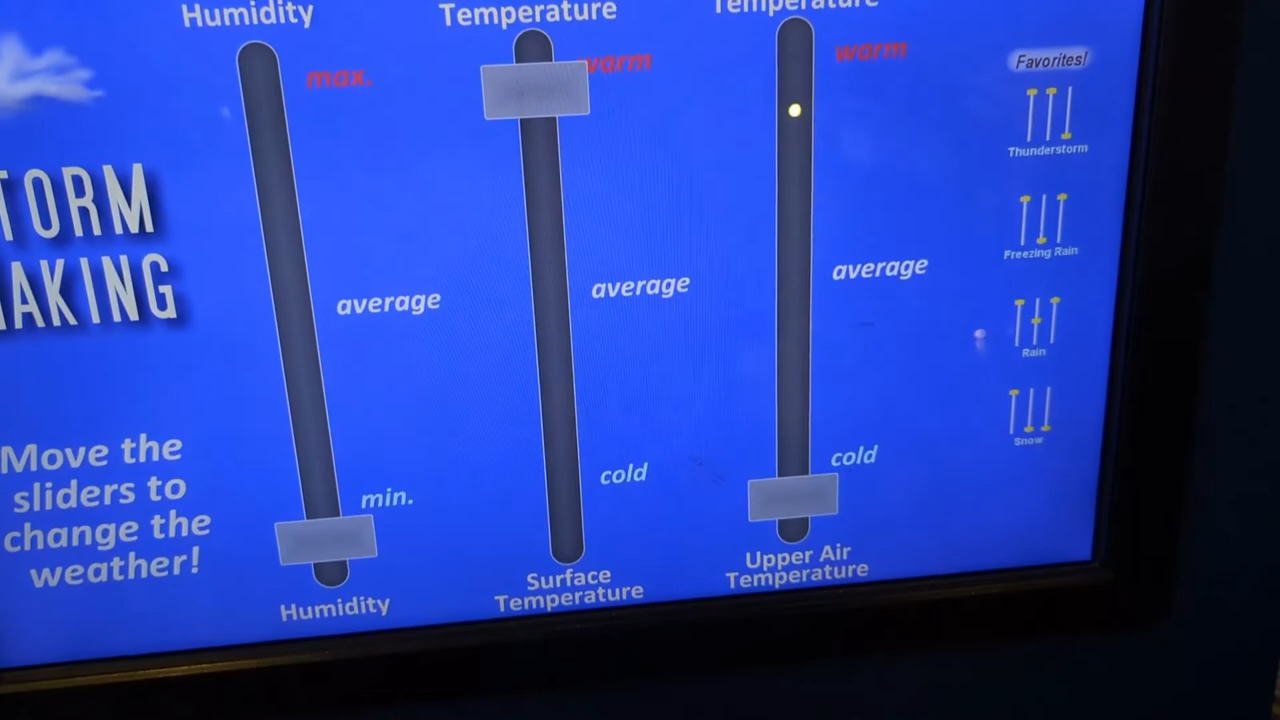 Humidity
Temperature
Temperature
max.
warm
warm
Favorites!
Thunderstorm
TORM
AKING
average
average
average
Freezing Rain
Rain
Snow
Move the
sliders to
change the
weather!
min.
cold
cold
Humidity
Surface
Temperature
Upper Air
Temperature